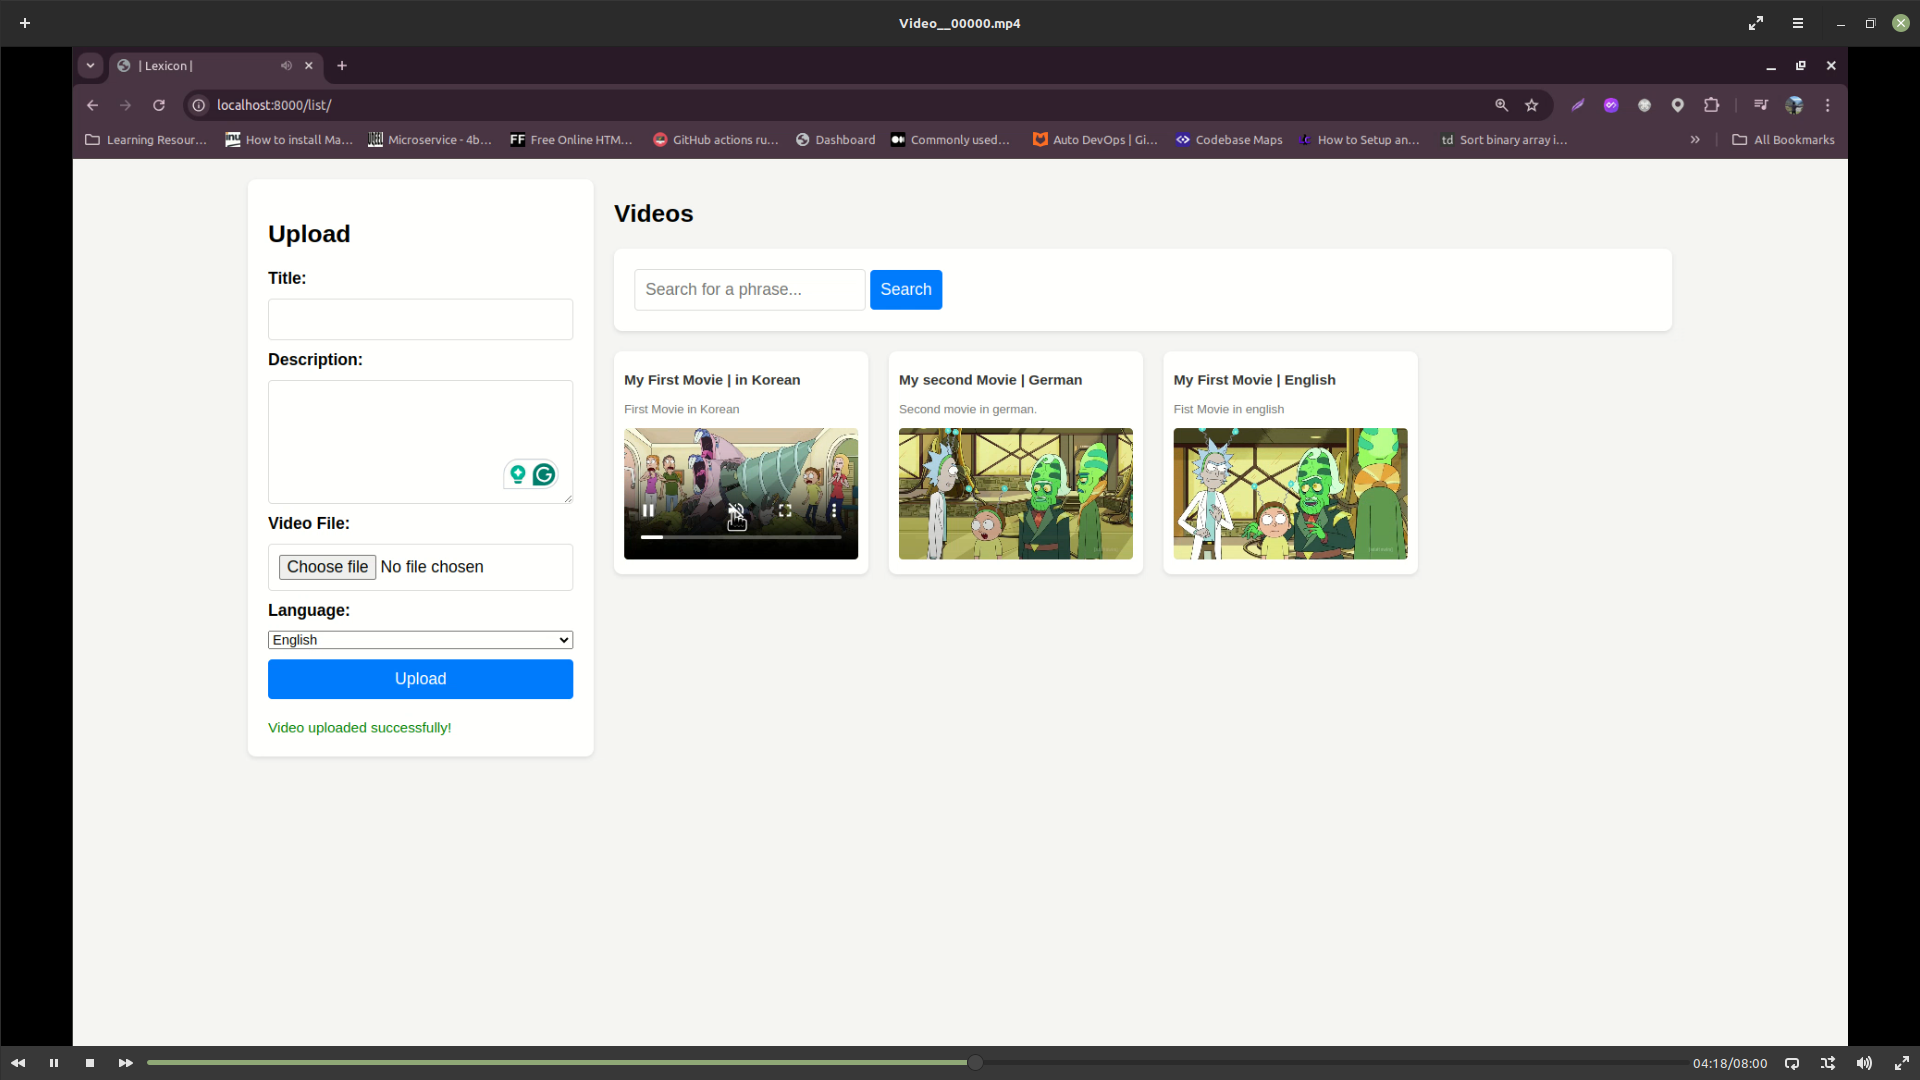 Video__00000.mp4
| Lexicon |
localhost:8000/list/
Learning Resour...
How to install Ma...
Microservice - 4b...
FF Free Online HTM...
GitHub actions ru...
Dashboard
Commonly used...
Auto DevOps | Gi...
Codebase Maps
How to Setup an...
td Sort binary array i...
All Bookmarks
Upload
Title:
Description:
Video File:
Choose file No file chosen
Language:
English
Upload
Video uploaded successfully!
Videos
Search for a phrase...
Search
My First Movie | in Korean
First Movie in Korean
My second Movie | German
Second movie in german.
My First Movie | English
Fist Movie in english
04:18/08:00